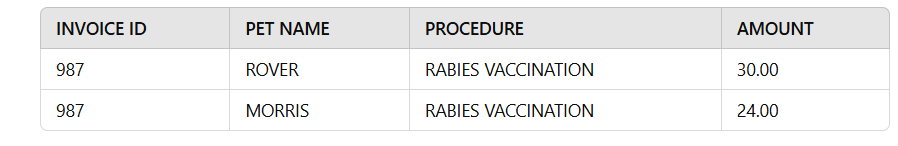 INVOICE ID PET NAME PROCEDURE AMOUNT
987 ROVER RABIES VACCINATION 30.00
987 MORRIS RABIES VACCINATION 24.00